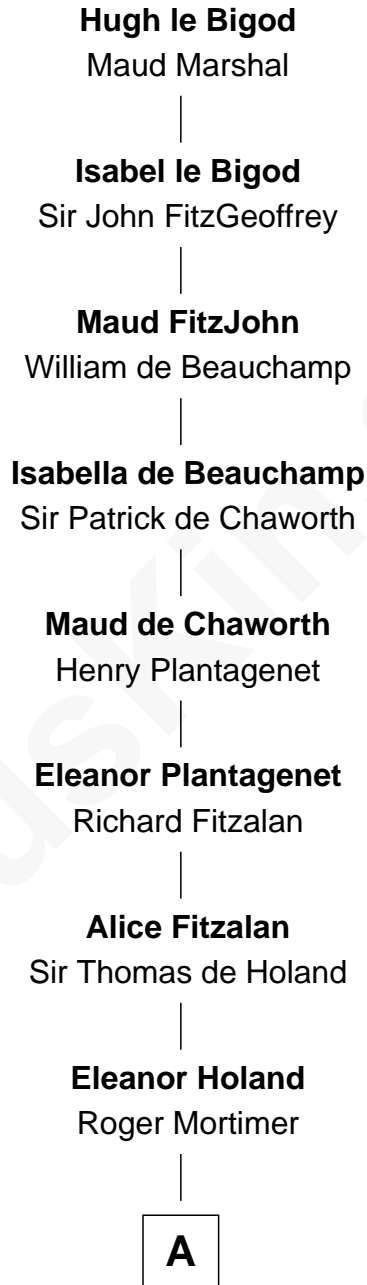 Hugh le Bigod
Maud Marshal
Isabel le Bigod
Sir John FitzGeoffrey
Maud FitzJohn
William de Beauchamp
Isabella de Beauchamp
Sir Patrick de Chaworth
Maud de Chaworth
Henry Plantagenet
Eleanor Plantagenet
Richard Fitzalan
Alice Fitzalan
Sir Thomas de Holand
Eleanor Holand
Roger Mortimer
A